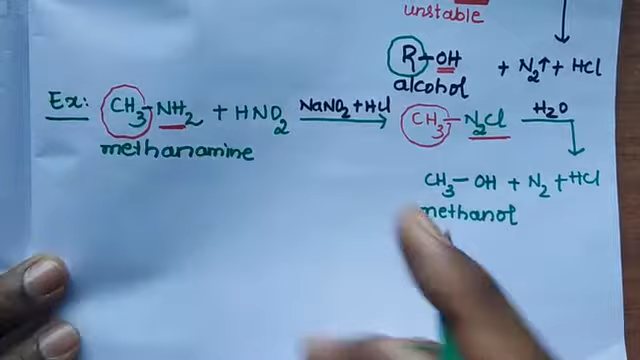 unstable
R-OH + N₂↑ + HCl
alcohol
Ex: CH₃-NH₂ + HNO₂ NaNO₂+HCl → CH₃-N₂Cl H₂O
methanamine
CH₃-OH + N₂ + HCl
methanol